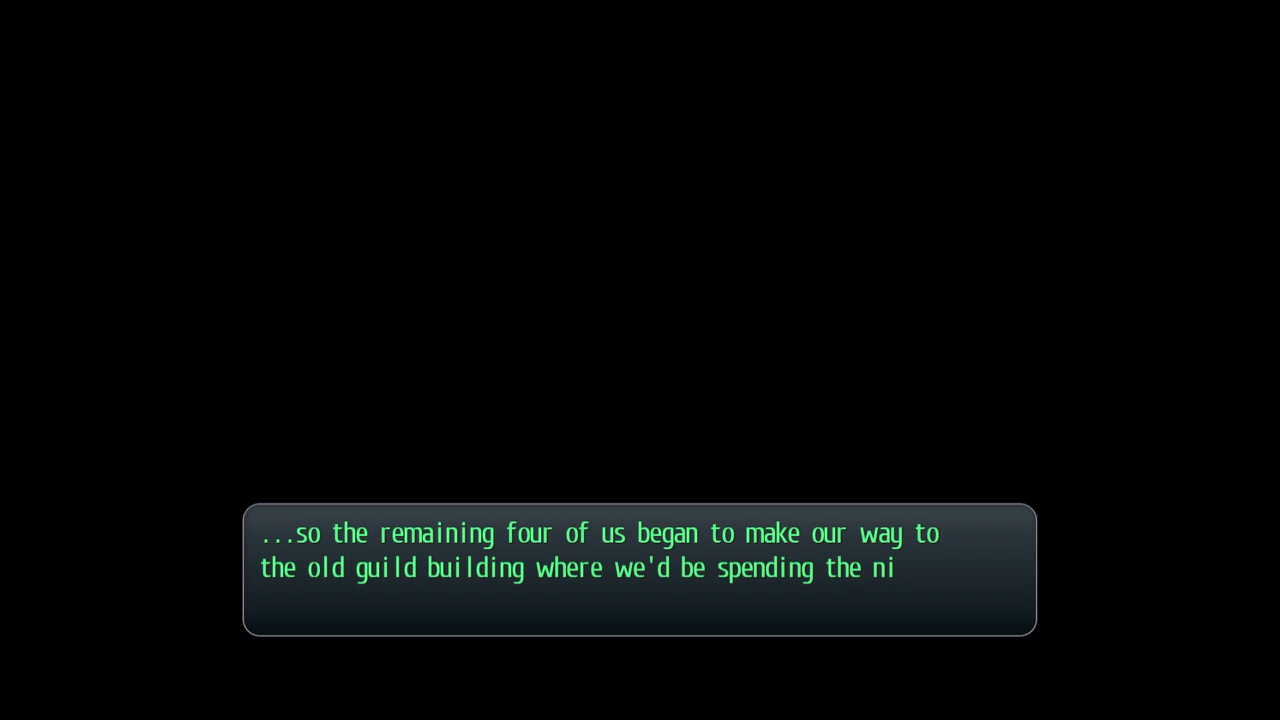 ...so the remaining four of us began to make our way to
the old guild building where we'd be spending the ni